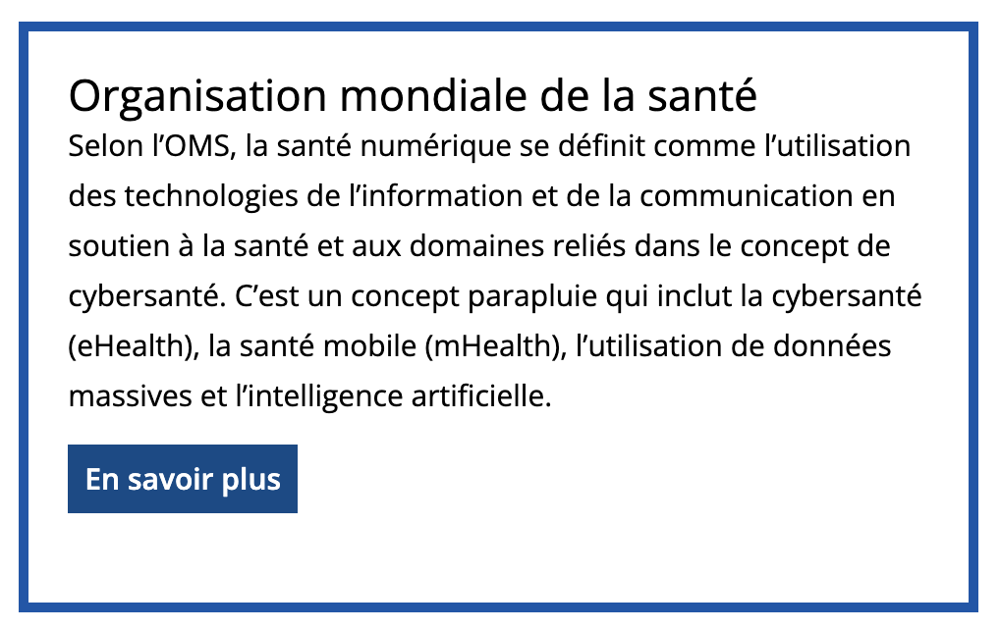 Organisation mondiale de la santé
Selon l’OMS, la santé numérique se définit comme l’utilisation
des technologies de l’information et de la communication en
soutien à la santé et aux domaines reliés dans le concept de
cybersanté. C’est un concept parapluie qui inclut la cybersanté
(eHealth), la santé mobile (mHealth), l’utilisation de données
massives et l’intelligence artificielle.
En savoir plus